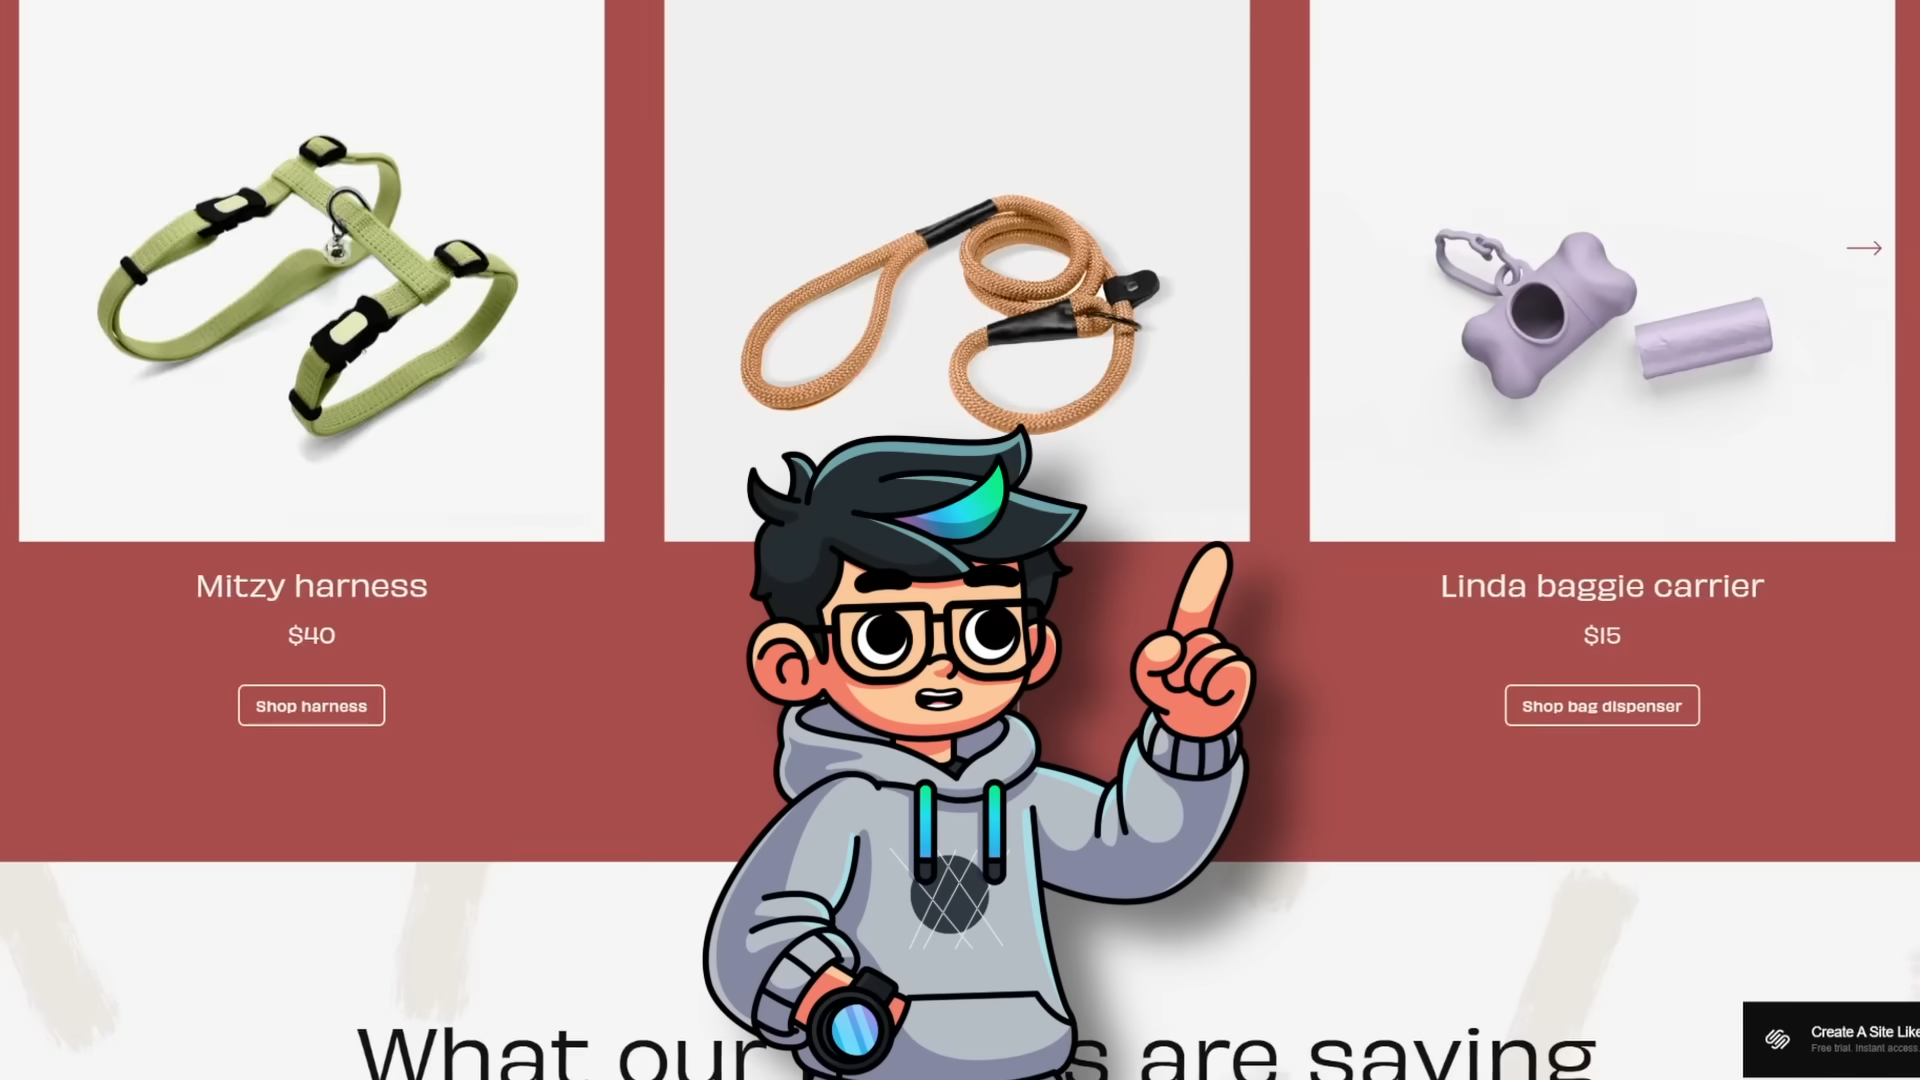 Mitzy harness
$40
Shop harness
Linda baggie carrier
$15
Shop bag dispenser
What our
are saying
Create A Site Like
Free trial. Instant access.